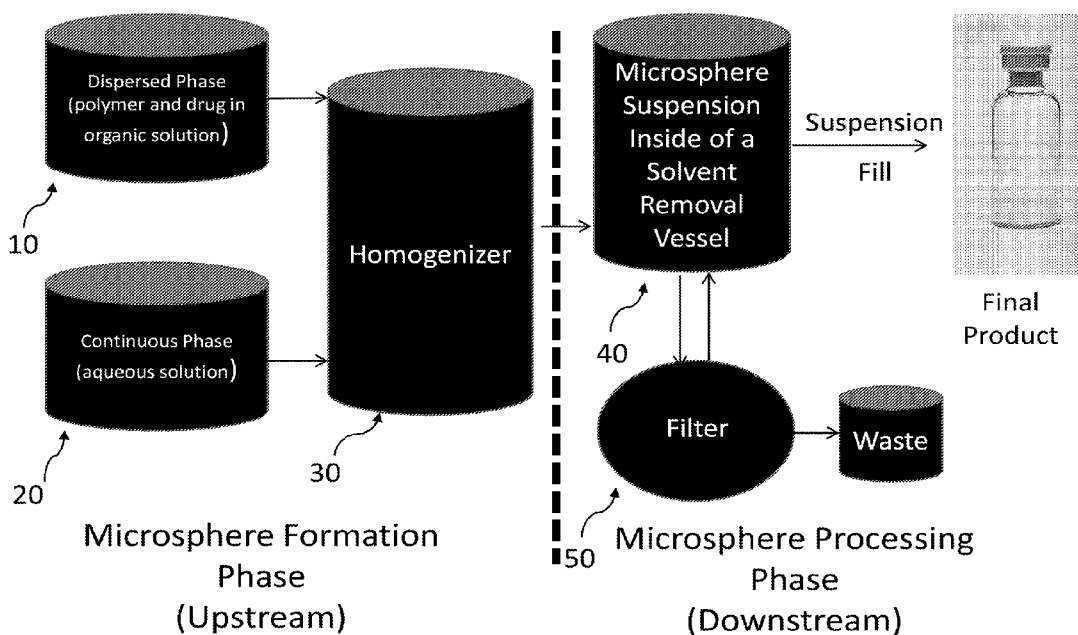 Dispersed Phase
(polymer and drug in
organic solution)
10
Continuous Phase
(aqueous solution)
20
Homogenizer
30
Microsphere Formation
Phase
(Upstream)
Microsphere
Suspension
Inside of a
Solvent
Removal
Vessel
40
Suspension
Fill
Final
Product
Filter
50
Waste
Microsphere Processing
Phase
(Downstream)